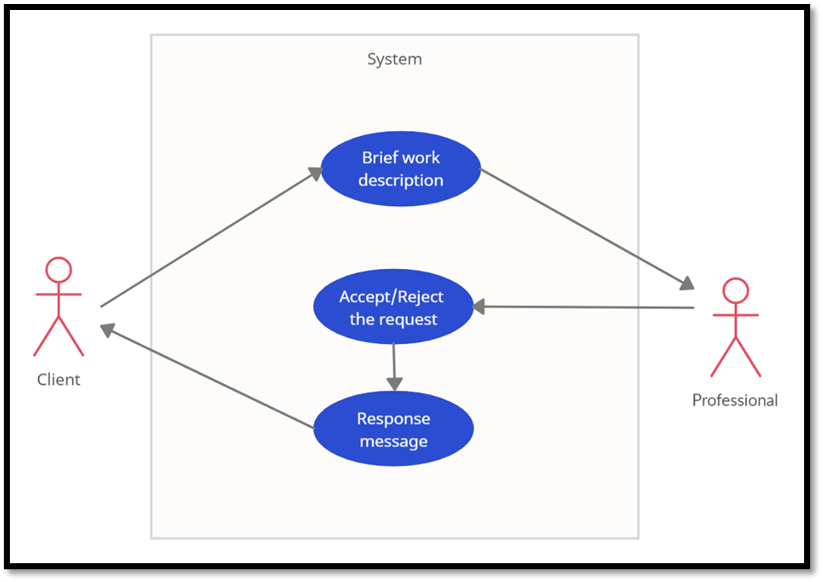 System
Brief work
description
Accept/Reject
the request
Client
Professional
Response
message